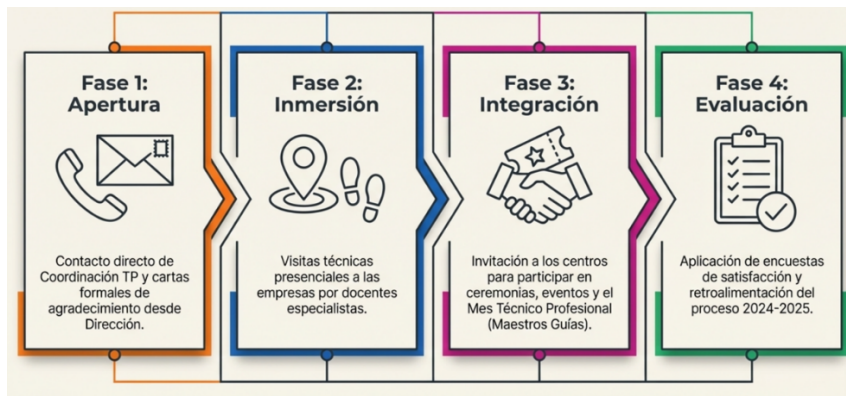 Fase 1:
Apertura
Contacto directo de
Coordinación TP y cartas
formales de
agradecimiento desde
Dirección.
Fase 2:
Inmersión
Visitas técnicas
presenciales a las
empresas por docentes
especialistas.
Fase 3:
Integración
Invitación a los centros
para participar en
ceremonias, eventos y el
Mes Técnico Profesional
(Maestros Guías).
Fase 4:
Evaluación
Aplicación de encuestas
de satisfacción y
retroalimentación del
proceso 2024-2025.